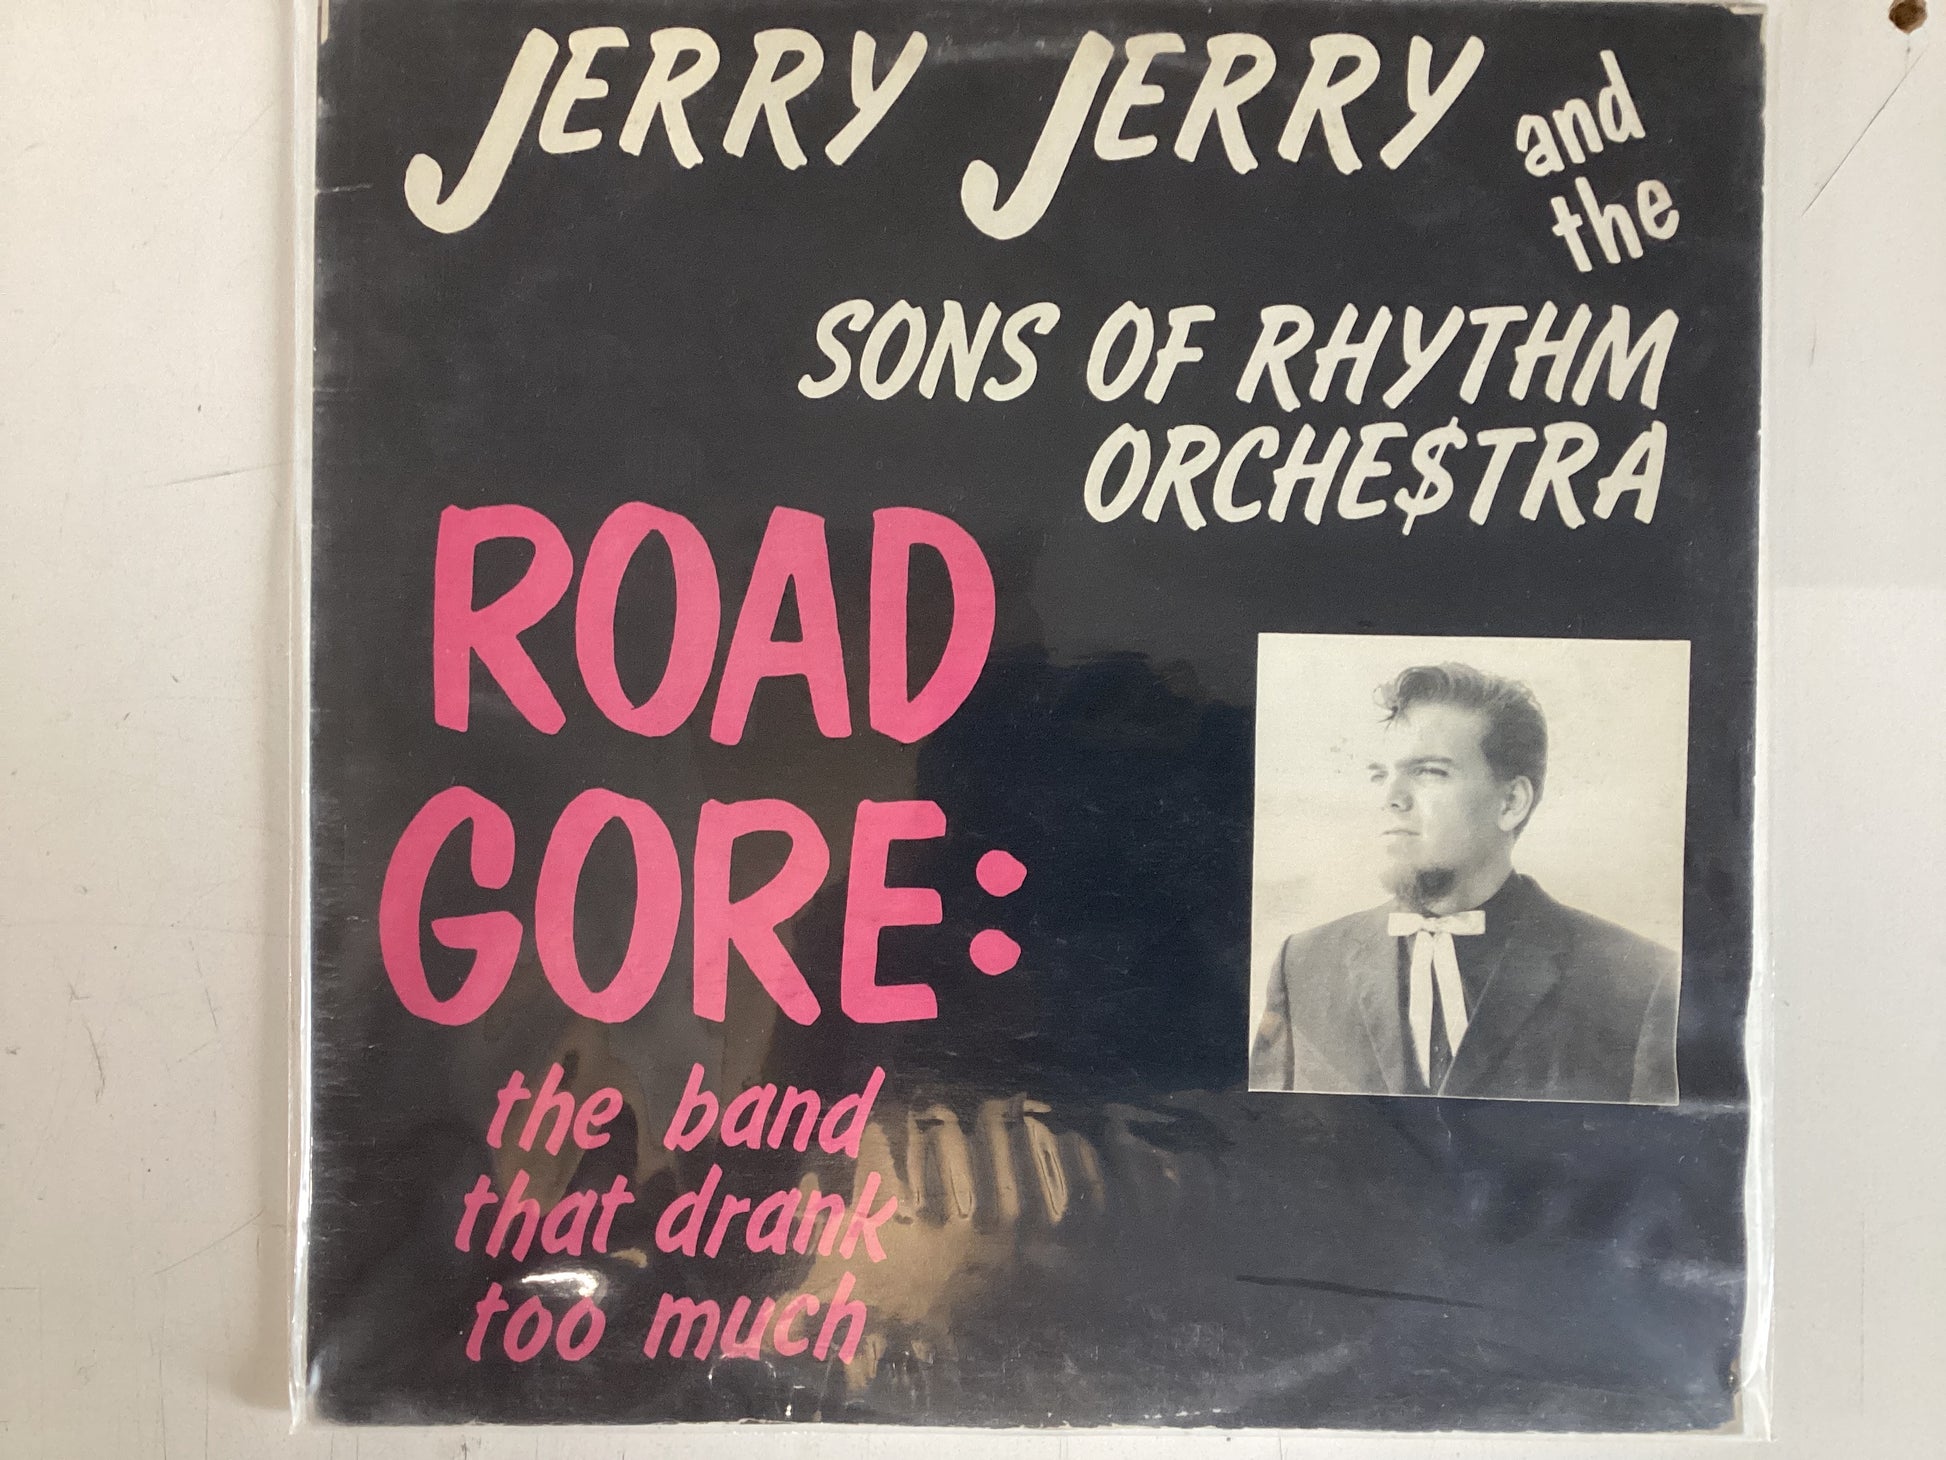 JERRY JERRY and
the
SONS OF RHYTHM
ORCHE$TRA
ROAD
GORE:
the band
that drank
too much